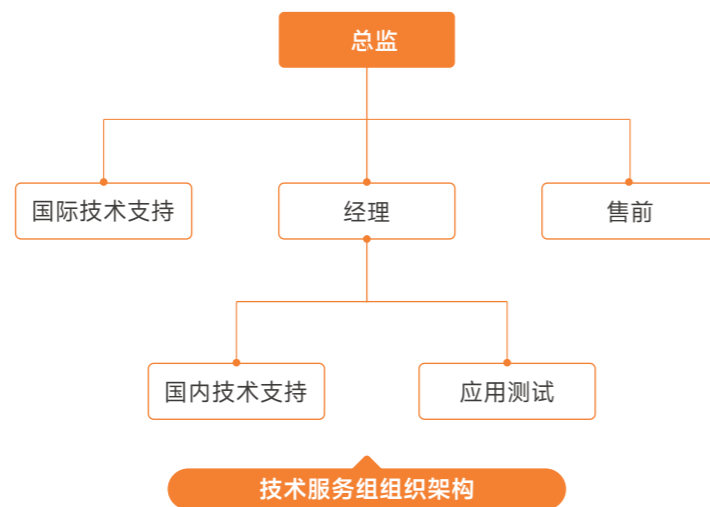 总监
国际技术支持
经理
售前
国内技术支持
应用测试
技术服务组组织架构